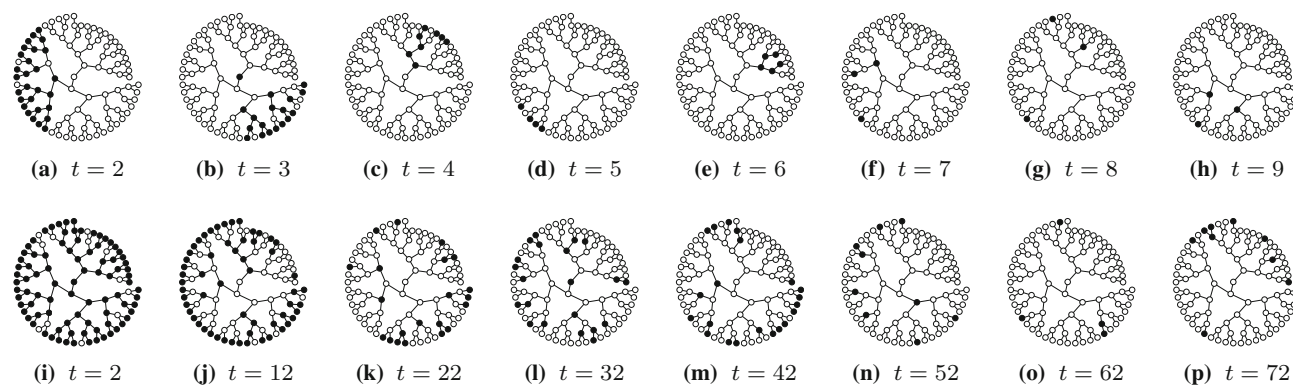 (a) t = 2 (b) t = 3 (c) t = 4 (d) t = 5 (e) t = 6 (f) t = 7 (g) t = 8 (h) t = 9
(i) t = 2 (j) t = 12 (k) t = 22 (l) t = 32 (m) t = 42 (n) t = 52 (o) t = 62 (p) t = 72